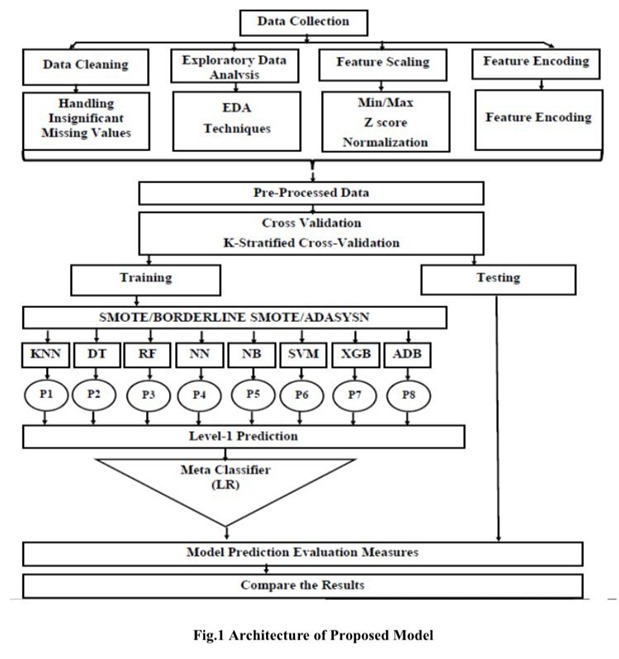 Data Collection
Data Cleaning
Exploratory Data
Analysis
Feature Scaling
Feature Encoding
Handling
Insignificant
Missing Values
EDA
Techniques
Min/Max
Z score
Normalization
Feature Encoding
Pre-Processed Data
Cross Validation
K-Stratified Cross-Validation
Training
Testing
SMOTE/BORDERLINE SMOTE/ADASYSN
KNN
DT
RF
NN
NB
SVM
XGB
ADB
P1
P2
P3
P4
P5
P6
P7
P8
Level-1 Prediction
Meta Classifier
(LR)
Model Prediction Evaluation Measures
Compare the Results
Fig.1 Architecture of Proposed Model